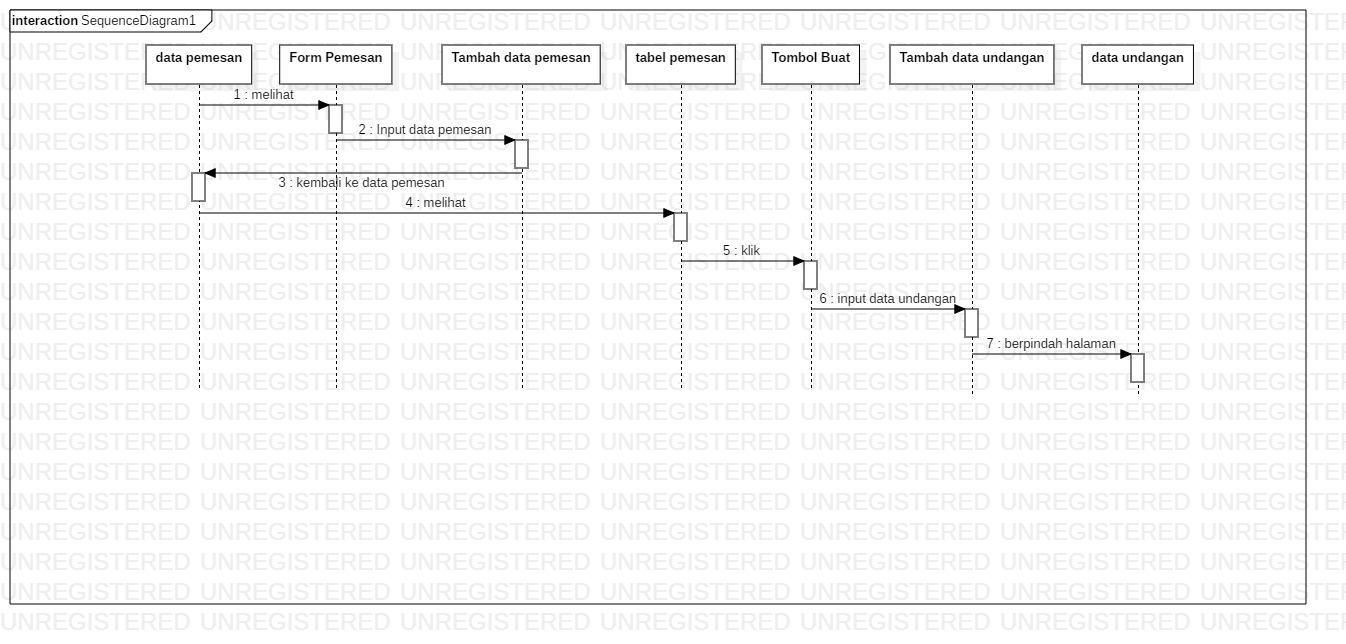 interaction SequenceDiagram1
data pemesan
Form Pemesan
Tambah data pemesan
tabel pemesan
Tombol Buat
Tambah data undangan
data undangan
1 : melihat
2 : Input data pemesan
3 : kembali ke data pemesan
4 : melihat
5 : klik
6 : input data undangan
7 : berpindah halaman
UNREGISTERED UNREGISTERED UNREGISTERED UNREGISTERED UNREGISTERED UNREGISTERED UNREGISTERED